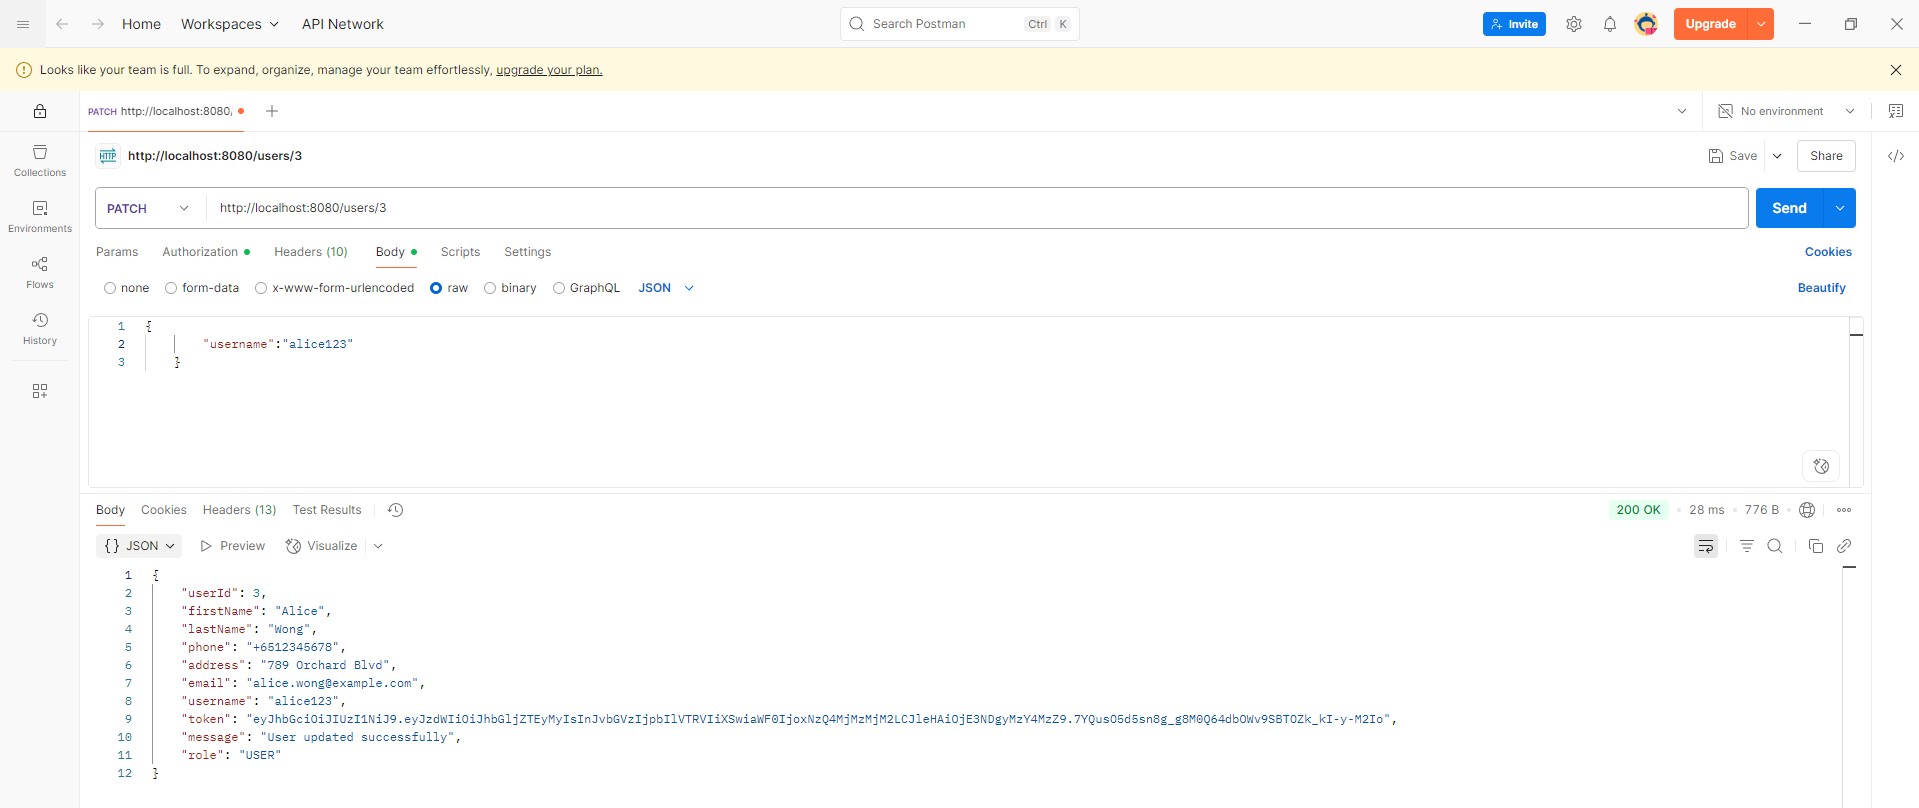 Home Workspaces API Network Search Postman Ctrl K Invite Upgrade
Looks like your team is full. To expand, organize, manage your team effortlessly, upgrade your plan.
PATCH http://localhost:8080/ No environment
HTTP http://localhost:8080/users/3 Save Share
Collections
Environments
Flows
History
PATCH http://localhost:8080/users/3 Send
Params Authorization Headers (10) Body Scripts Settings Cookies
none form-data x-www-form-urlencoded raw binary GraphQL JSON Beautify
1 {
2 "username":"alice123"
3 }
Body Cookies Headers (13) Test Results 200 OK 28 ms 776 B
{} JSON Preview Visualize
1 {
2 "userId": 3,
3 "firstName": "Alice",
4 "lastName": "Wong",
5 "phone": "+6512345678",
6 "address": "789 Orchard Blvd",
7 "email": "alice.wong@example.com",
8 "username": "alice123",
9 "token": "eyJhbGciOiJIUzI1NiJ9.eyJzdWIiOiJhbGljZTEyMyIsInJvbGVzIjpbIlVTRVIiXSwiaWF0IjoxNzQ4MjMzMjM2LCJleHAiOjE3NDgyMzY4MzZ9.7YQusO5d5sn8g_g8M0Q64dbOWv9SBTOZk_kI-y-M2Io",
10 "message": "User updated successfully",
11 "role": "USER"
12 }